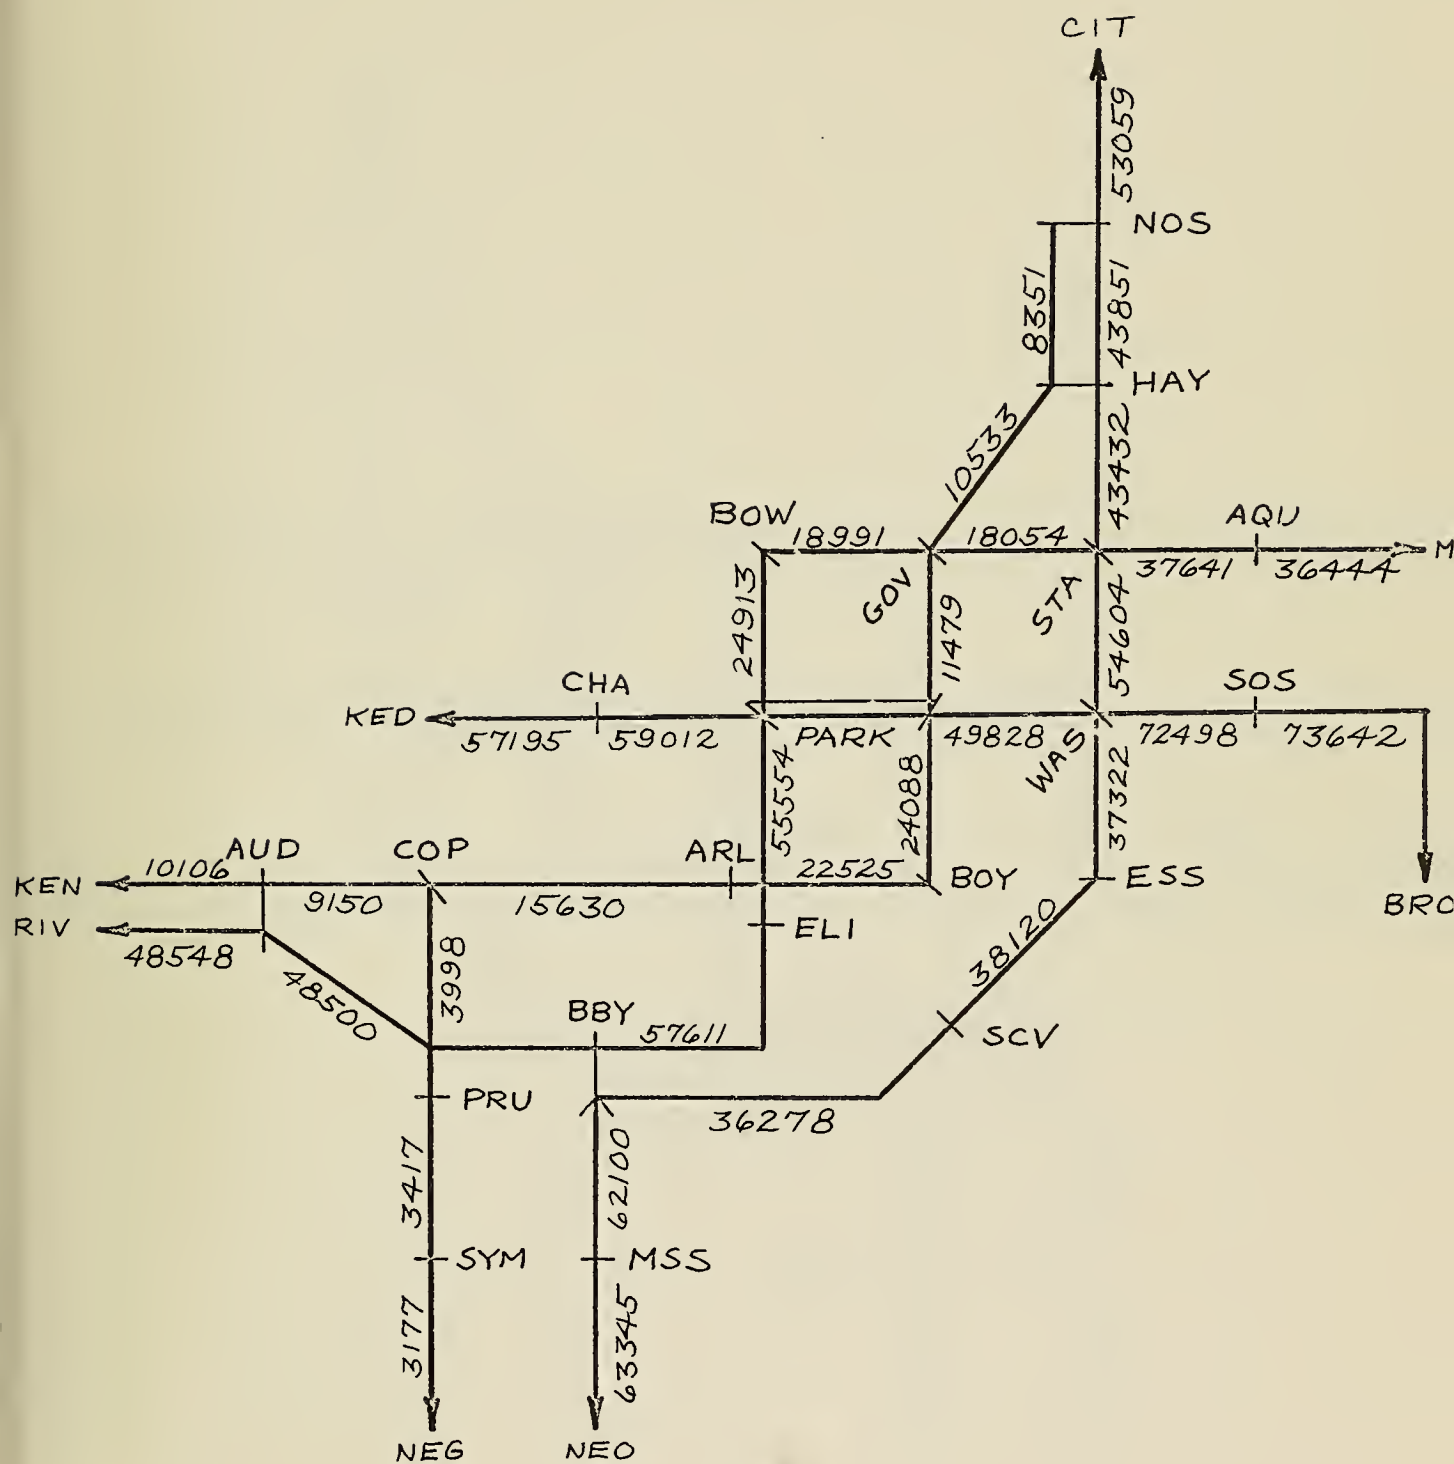 CIT
53059
NOS
8351
43851
HAY
10533
43432
BOW
18991
18054
AQU
M
GOV
STA
37641
36444
24913
11479
54604
CHA
SOS
KED
57195
59012
PARK
49828
WAS
72498
73642
55554
24088
37322
AUD
COP
ARL
KEN
10106
9150
15630
22525
BOY
ESS
BRO
RIV
48548
48500
3998
ELI
38120
BBY
57611
SCV
PRU
36278
3417
62100
SYM
MSS
3177
63345
NEG
NEO